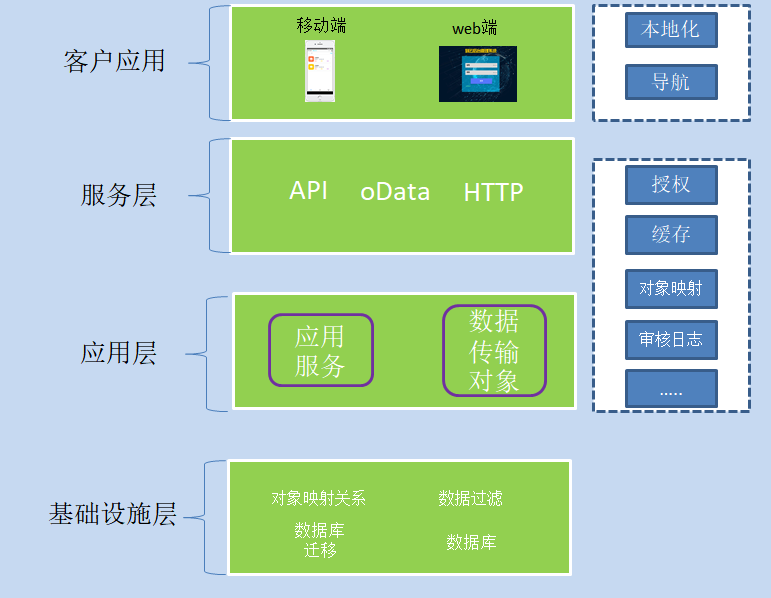 客户应用
移动端
web端
本地化
导航
服务层
API
oData
HTTP
授权
缓存
对象映射
审核日志
.....
应用层
应用
服务
数据
传输
对象
基础设施层
对象映射关系
数据过滤
数据库
迁移
数据库